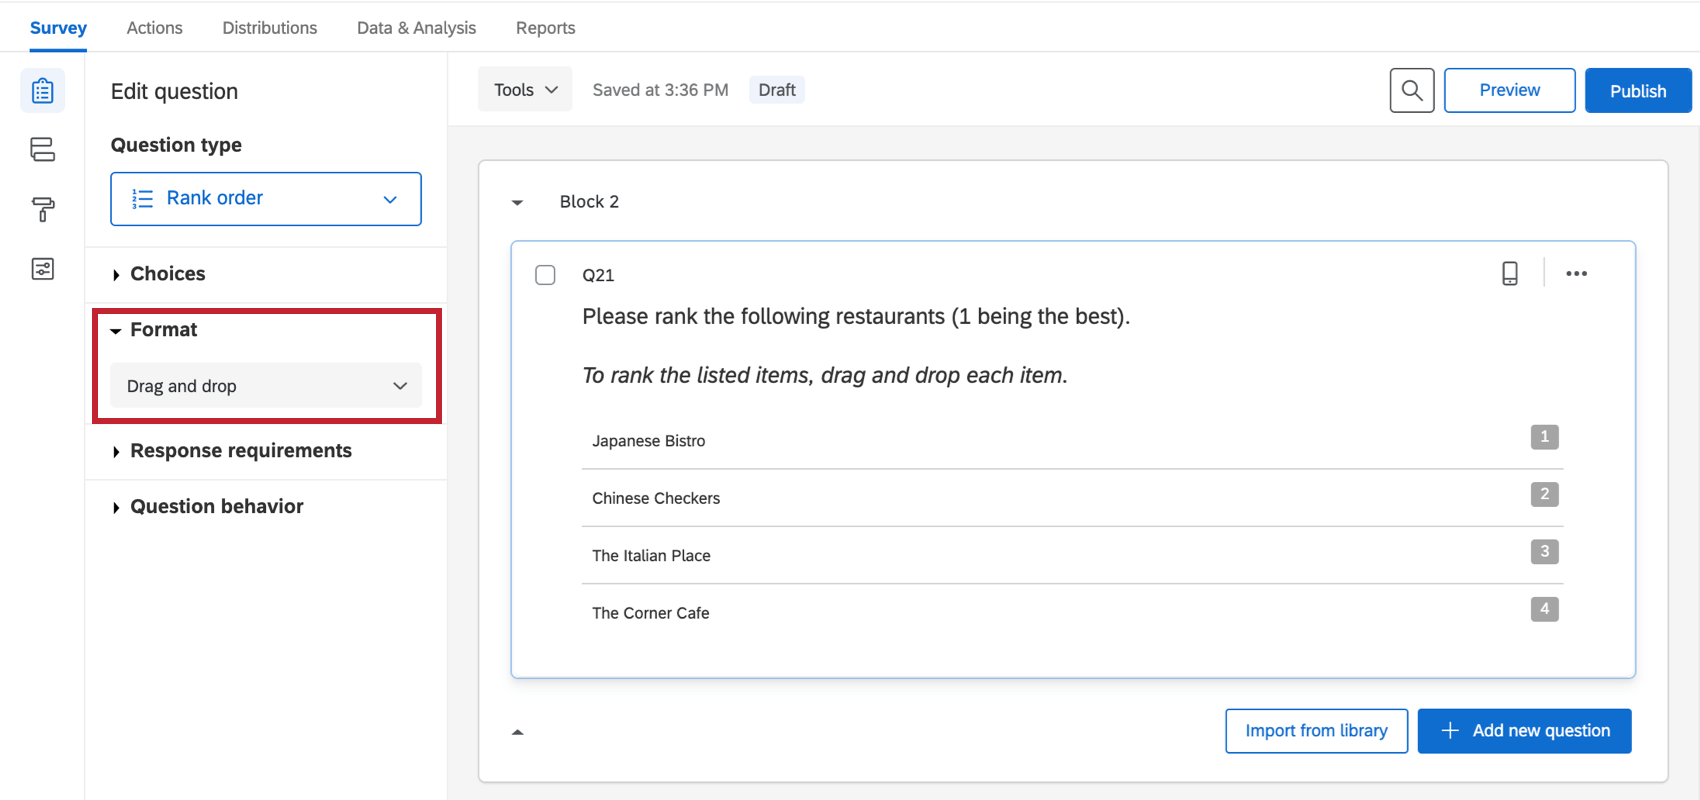 Survey Actions Distributions Data & Analysis Reports
Edit question
Tools Saved at 3:36 PM Draft Preview Publish
Question type
1 2 3 Rank order
Choices
Format
Drag and drop
Response requirements
Question behavior
Block 2
Q21
Please rank the following restaurants (1 being the best).
To rank the listed items, drag and drop each item.
Japanese Bistro 1
Chinese Checkers 2
The Italian Place 3
The Corner Cafe 4
Import from library + Add new question